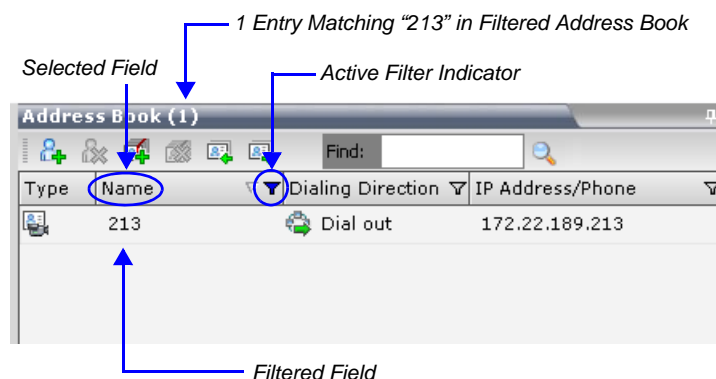 1 Entry Matching “213” in Filtered Address Book
Selected Field
Active Filter Indicator
Address Book (1)
Find:
Type Name Dialing Direction IP Address/Phone
213 Dial out 172.22.189.213
Filtered Field